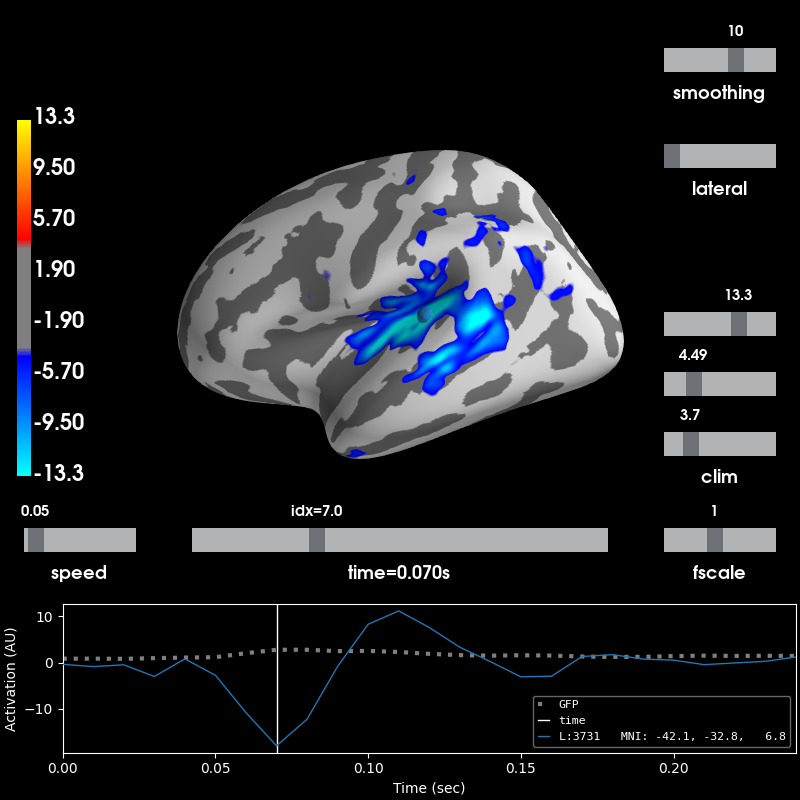 10
smoothing
lateral
13.3
9.50
5.70
1.90
-1.90
-5.70
-9.50
-13.3
13.3
4.49
3.7
clim
0.05
speed
idx=7.0
time=0.070s
1
fscale
Activation (AU)
10
0
−10
GFP
time
L:3731 MNI: -42.1, -32.8, 6.8
0.00
0.05
0.10
0.15
0.20
Time (sec)